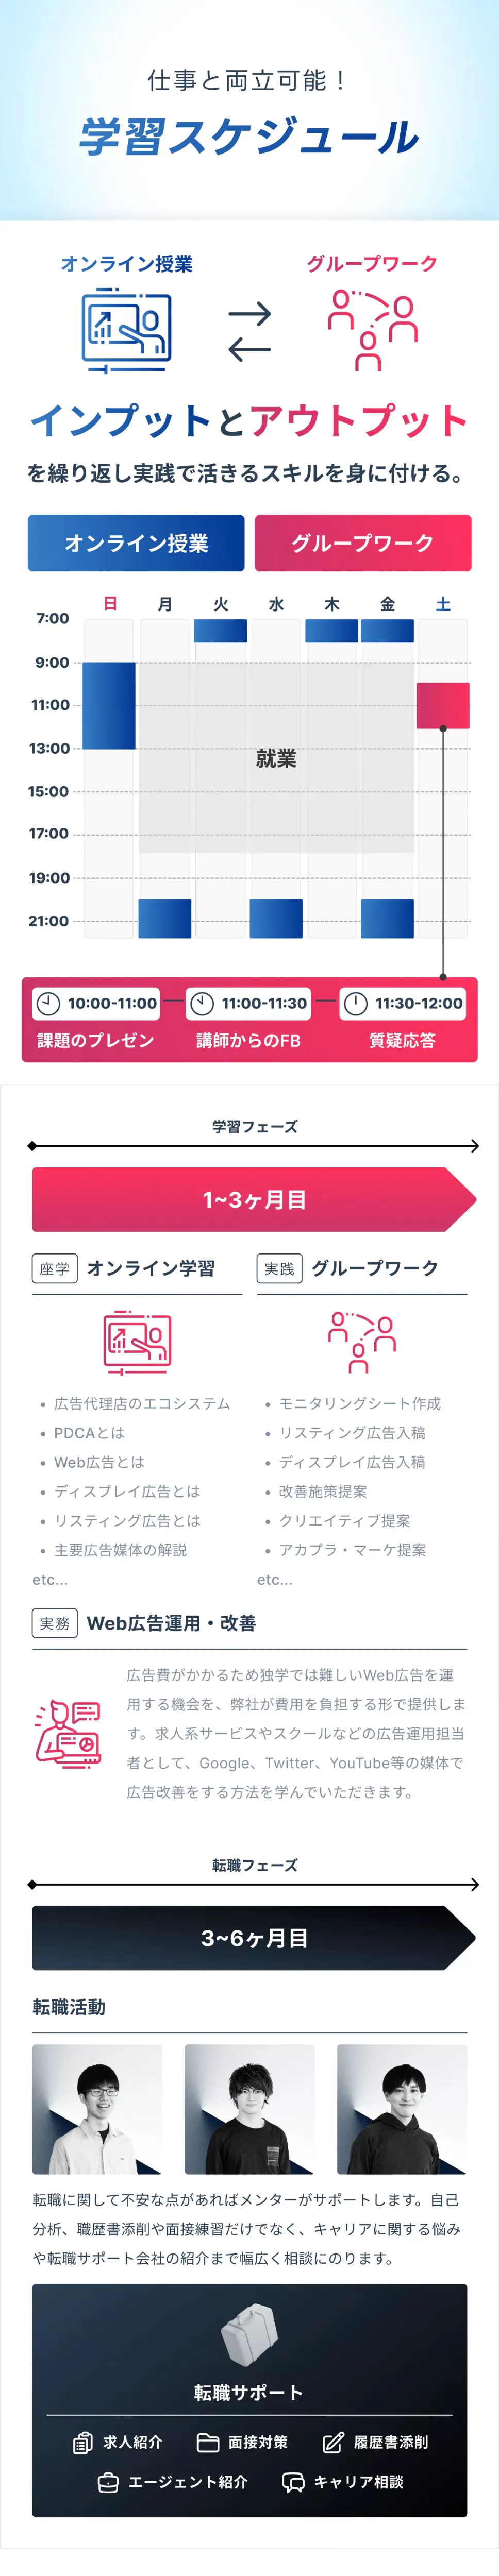 仕事と両立可能！
学習スケジュール
オンライン授業
グループワーク
インプットとアウトプット
を繰り返し実践で活きるスキルを身に付ける。
オンライン授業
グループワーク
日 月 火 水 木 金 土
7:00
9:00
11:00
13:00
就業
15:00
17:00
19:00
21:00
10:00-11:00
課題のプレゼン
11:00-11:30
講師からのFB
11:30-12:00
質疑応答
学習フェーズ
1~3ヶ月目
座学 オンライン学習
• 広告代理店のエコシステム
• PDCAとは
• Web広告とは
• ディスプレイ広告とは
• リスティング広告とは
• 主要広告媒体の解説
etc...
実践 グループワーク
• モニタリングシート作成
• リスティング広告入稿
• ディスプレイ広告入稿
• 改善施策提案
• クリエイティブ提案
• アカプラ・マーケ提案
etc...
実務 Web広告運用・改善
広告費がかかるため独学では難しいWeb広告を運
用する機会を、弊社が費用を負担する形で提供しま
す。求人系サービスやスクールなどの広告運用担当
者として、Google、Twitter、YouTube等の媒体で
広告改善をする方法を学んでいただきます。
転職フェーズ
3~6ヶ月目
転職活動
転職に関して不安な点があればメンターがサポートします。自己
分析、職歴書添削や面接練習だけでなく、キャリアに関する悩み
や転職サポート会社の紹介まで幅広く相談にのります。
転職サポート
求人紹介
面接対策
履歴書添削
エージェント紹介
キャリア相談